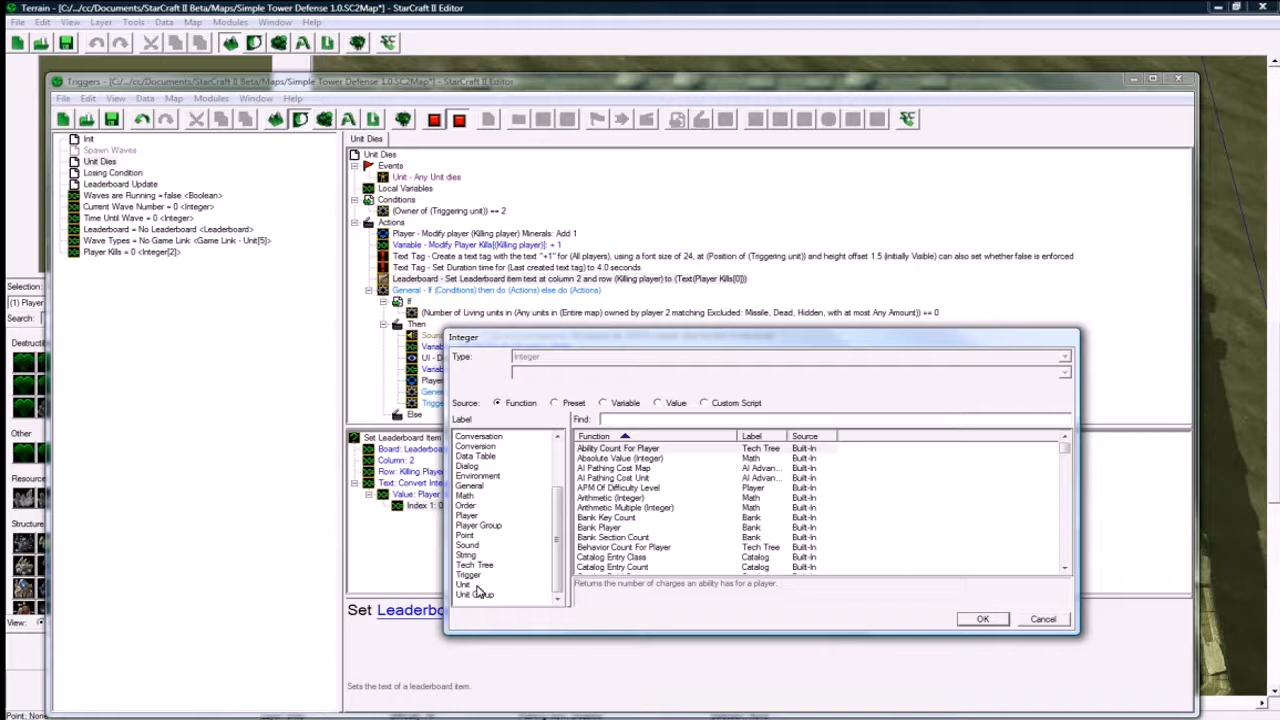 Terrain - [C:/.../cc/Documents/StarCraft II Beta/Maps/Simple Tower Defense 1.0.SC2Map*] - StarCraft II Editor
File Edit View Layer Tools Data Map Modules Window Help
Triggers - [C:/.../cc/Documents/StarCraft II Beta/Maps/Simple Tower Defense 1.0.SC2Map*] - StarCraft II Editor
File Edit View Data Map Modules Window Help
Init
Spawn Waves
Unit Dies
Losing Condition
Leaderboard Update
Waves are Running = false <Boolean>
Current Wave Number = 0 <Integer>
Time Until Wave = 0 <Integer>
Leaderboard = No Leaderboard <Leaderboard>
Wave Types = No Game Link <Game Link - Unit[5]>
Player Kills = 0 <Integer[2]>
Selection:
(1) Player
Search:
Destructi
Other
Resource
Structure
View:
Point: None
Unit Dies
Unit Dies
Events
Unit - Any Unit dies
Local Variables
Conditions
(Owner of (Triggering unit)) == 2
Actions
Player - Modify player (Killing player) Minerals: Add 1
Variable - Modify Player Kills[(Killing player)]: + 1
Text Tag - Create a text tag with the text "+1" for (All players), using a font size of 24, at (Position of (Triggering unit)) and height offset 1.5 (initially Visible) can also set whether false is enforced
Text Tag - Set Duration time for (Last created text tag) to 4.0 seconds
Leaderboard - Set Leaderboard item text at column 2 and row (Killing player) to (Text(Player Kills[0]))
General - If (Conditions) then do (Actions) else do (Actions)
If
(Number of Living units in (Any units in (Entire map) owned by player 2 matching Excluded: Missile, Dead, Hidden, with at most Any Amount)) == 0
Then
Soun
Variab
UI - D
Variab
Player
Gener
Trigge
Else
Set Leaderboard Item
Board: Leaderboa
Column: 2
Row: Killing Player
Text: Convert Inte
Value: Player
Index 1: 0
Set Leaderbo
Sets the text of a leaderboard item.
Integer
Type: Integer
Source: Function Preset Variable Value Custom Script
Label Find:
Conversation
Conversion
Data Table
Dialog
Environment
General
Math
Order
Player
Player Group
Point
Sound
String
Tech Tree
Trigger
Unit
Unit Group
Function Label Source
Ability Count For Player Tech Tree Built-In
Absolute Value (Integer) Math Built-In
AI Pathing Cost Map AI Advan... Built-In
AI Pathing Cost Unit AI Advan... Built-In
APM Of Difficulty Level Player Built-In
Arithmetic (Integer) Math Built-In
Arithmetic Multiple (Integer) Math Built-In
Bank Key Count Bank Built-In
Bank Player Bank Built-In
Bank Section Count Bank Built-In
Behavior Count For Player Tech Tree Built-In
Catalog Entry Class Catalog Built-In
Catalog Entry Count Catalog Built-In
Returns the number of charges an ability has for a player.
OK Cancel